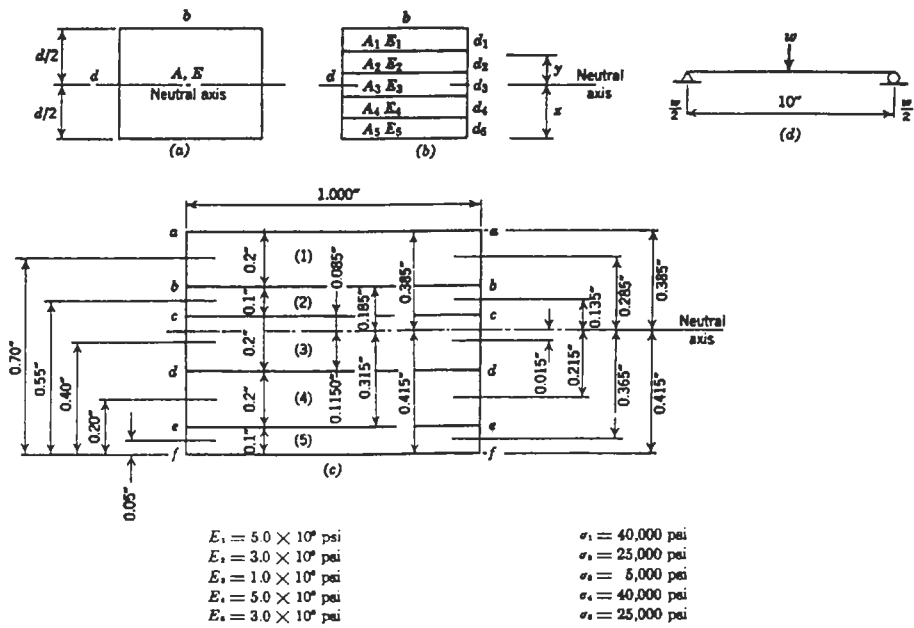 b
d/2
d
A, E
Neutral axis
d/2
(a)
b
A₁ E₁
d₁
A₂ E₂
d₂
y
d
A₃ E₃
d₃
Neutral
axis
A₄ E₄
d₄
z
A₅ E₅
d₅
(b)
w
w/2
10″
w/2
(d)
1.000″
a
a
0.2″
(1)
0.085″
0.385″
0.285″
0.385″
b
b
0.1″
(2)
0.185″
0.135″
c
c
Neutral
axis
0.70″
0.55″
0.40″
0.20″
0.05″
0.2″
(3)
0.1150″
0.315″
0.415″
0.015″
0.215″
0.365″
0.415″
d
d
0.2″
(4)
e
e
0.1″
(5)
f
f
(c)
E₁ = 5.0 × 10⁶ psi
E₂ = 3.0 × 10⁶ psi
E₃ = 1.0 × 10⁶ psi
E₄ = 5.0 × 10⁶ psi
E₅ = 3.0 × 10⁶ psi
σ₁ = 40,000 psi
σ₂ = 25,000 psi
σ₃ = 5,000 psi
σ₄ = 40,000 psi
σ₅ = 25,000 psi